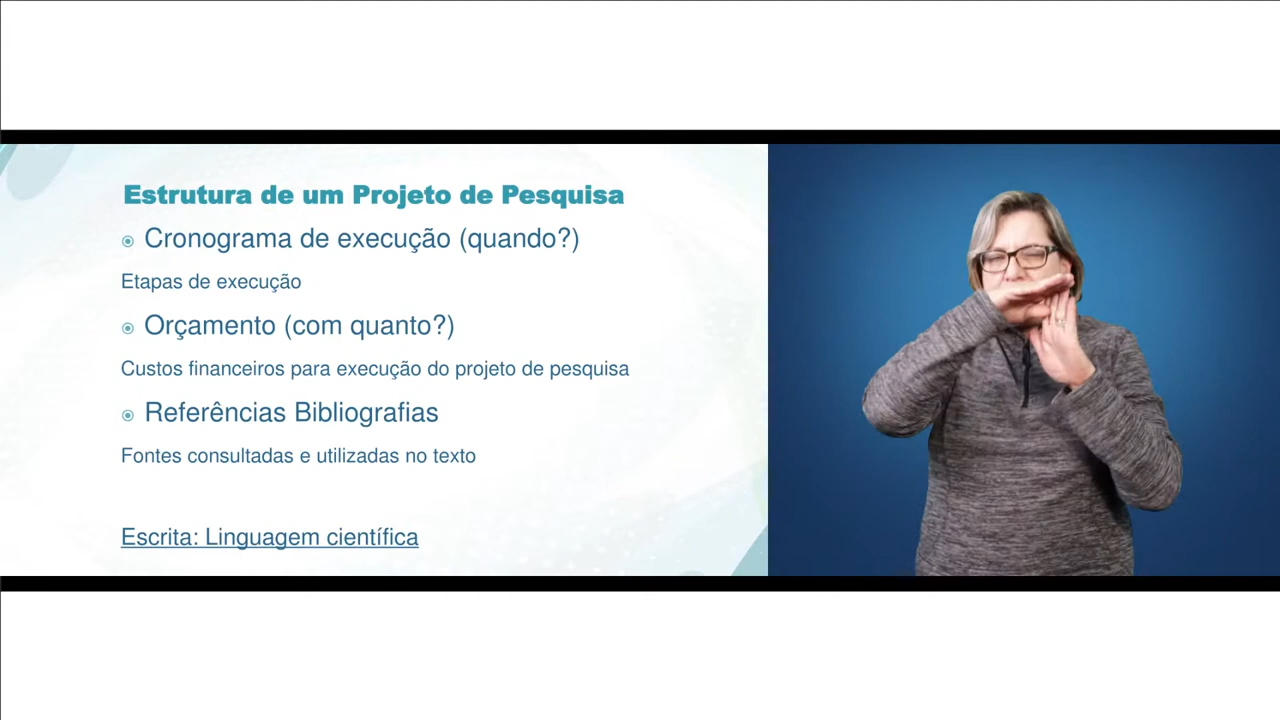 Estrutura de um Projeto de Pesquisa
Cronograma de execução (quando?)
Etapas de execução
Orçamento (com quanto?)
Custos financeiros para execução do projeto de pesquisa
Referências Bibliografias
Fontes consultadas e utilizadas no texto
Escrita: Linguagem científica